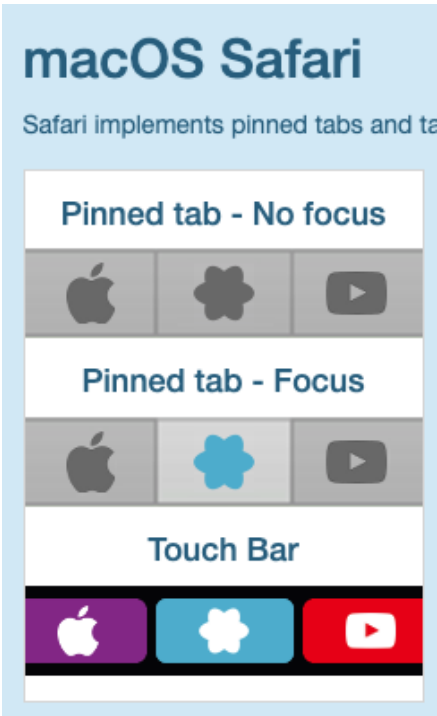 macOS Safari
Safari implements pinned tabs and ta
Pinned tab - No focus
Pinned tab - Focus
Touch Bar